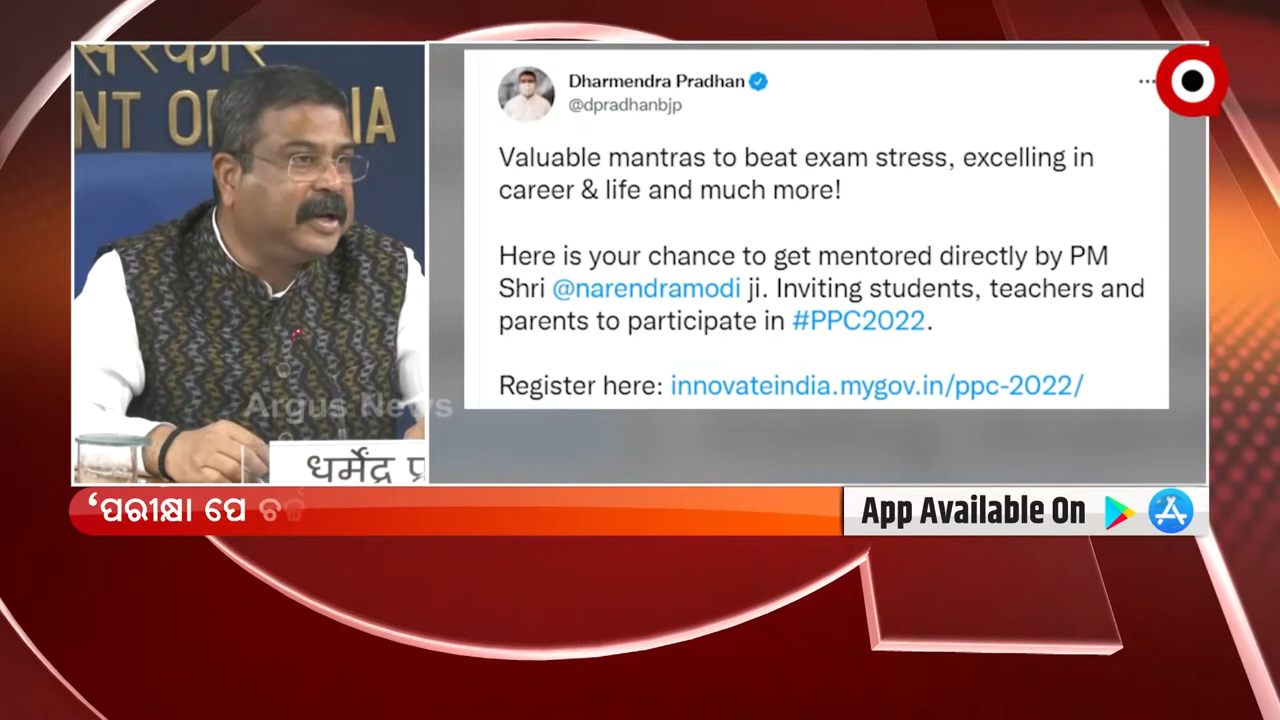 सरकार
NT OF
IA
Dharmendra Pradhan
@dpradhanbjp
Valuable mantras to beat exam stress, excelling in
career & life and much more!
Here is your chance to get mentored directly by PM
Shri @narendramodi ji. Inviting students, teachers and
parents to participate in #PPC2022.
Register here: innovateindia.mygov.in/ppc-2022/
Argus News
धर्मेंद्र प्र
‘ପରୀକ୍ଷା ପେ
App Available On